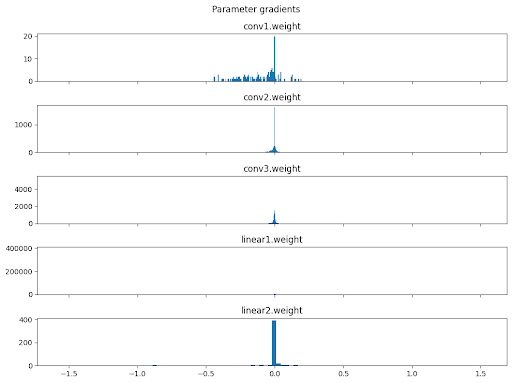 Parameter gradients
conv1.weight
20
10
0
conv2.weight
1000
0
conv3.weight
4000
2000
0
linear1.weight
400000
200000
0
linear2.weight
400
200
0
−1.5 −1.0 −0.5 0.0 0.5 1.0 1.5